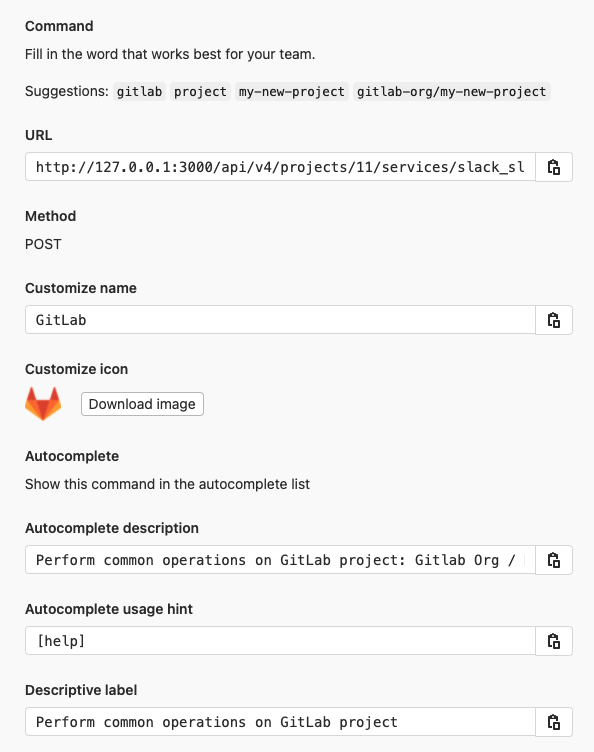 Command
Fill in the word that works best for your team.
Suggestions: gitlab project my-new-project gitlab-org/my-new-project
URL
http://127.0.0.1:3000/api/v4/projects/11/services/slack_sl
Method
POST
Customize name
GitLab
Customize icon
Download image
Autocomplete
Show this command in the autocomplete list
Autocomplete description
Perform common operations on GitLab project: Gitlab Org /
Autocomplete usage hint
[help]
Descriptive label
Perform common operations on GitLab project